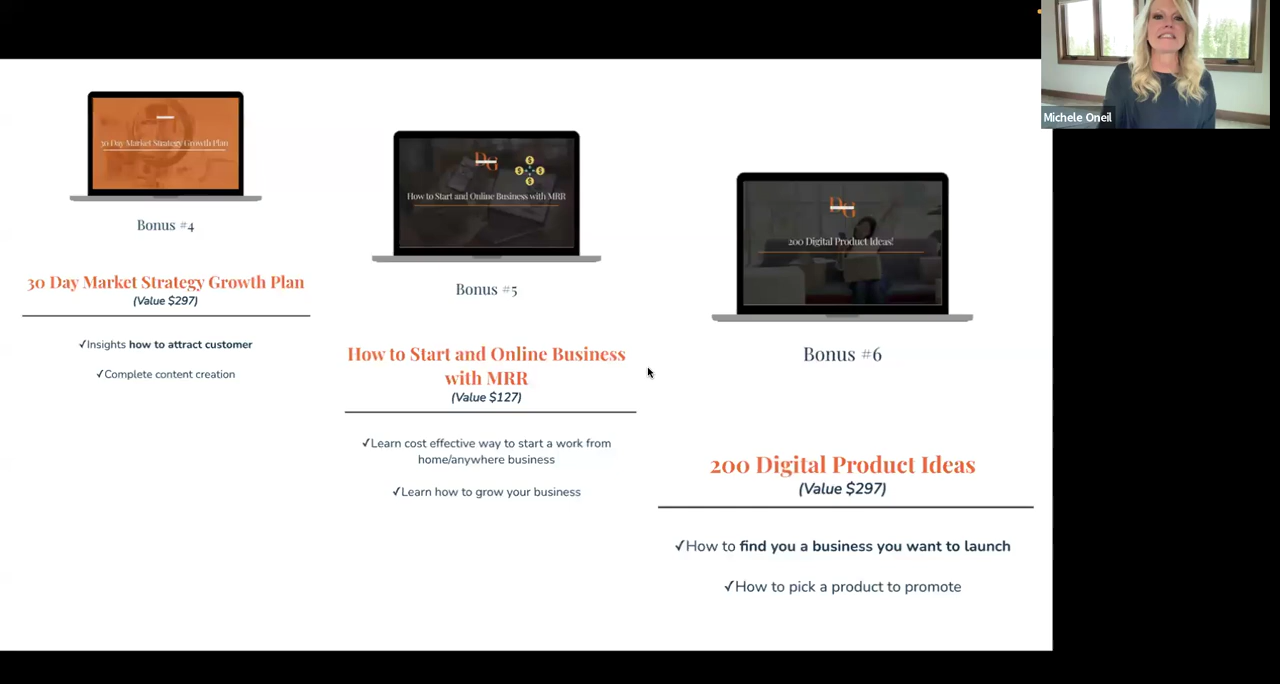 Michele Oneil
30 Day Market Strategy Growth Plan
Bonus #4
30 Day Market Strategy Growth Plan
(Value $297)
✓Insights how to attract customer
✓Complete content creation
DG
How to Start and Online Business with MRR
Bonus #5
How to Start and Online Business
with MRR
(Value $127)
✓Learn cost effective way to start a work from
home/anywhere business
✓Learn how to grow your business
DG
200 Digital Product Ideas!
Bonus #6
200 Digital Product Ideas
(Value $297)
✓How to find you a business you want to launch
✓How to pick a product to promote